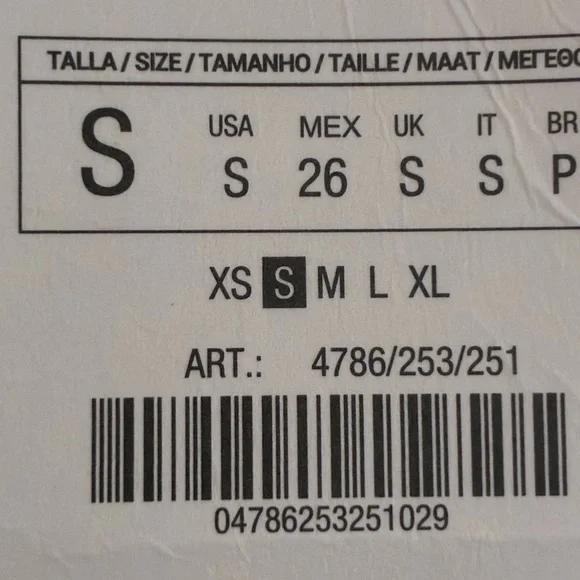 TALLA / SIZE / TAMANHO / TAILLE / MAAT / ΜΕΓΕΘΟ
S USA MEX UK IT BR
S 26 S S P
XS S M L XL
ART.: 4786/253/251
04786253251029